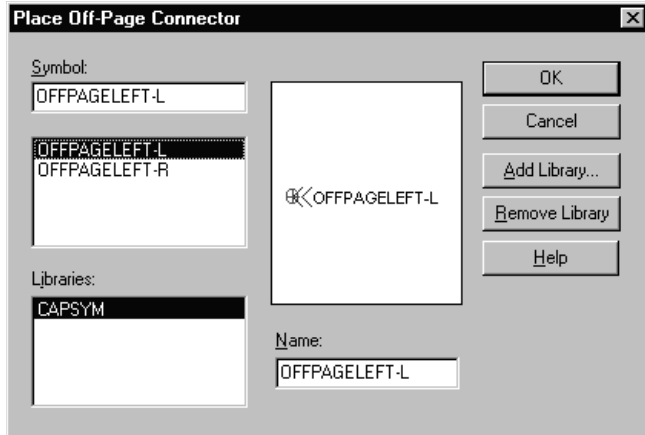 Place Off-Page Connector
Symbol:
OFFPAGELEFT-L
OFFPAGELEFT-L
OFFPAGELEFT-R
Libraries:
CAPSYM
OFFPAGELEFT-L
Name:
OFFPAGELEFT-L
OK
Cancel
Add Library...
Remove Library
Help